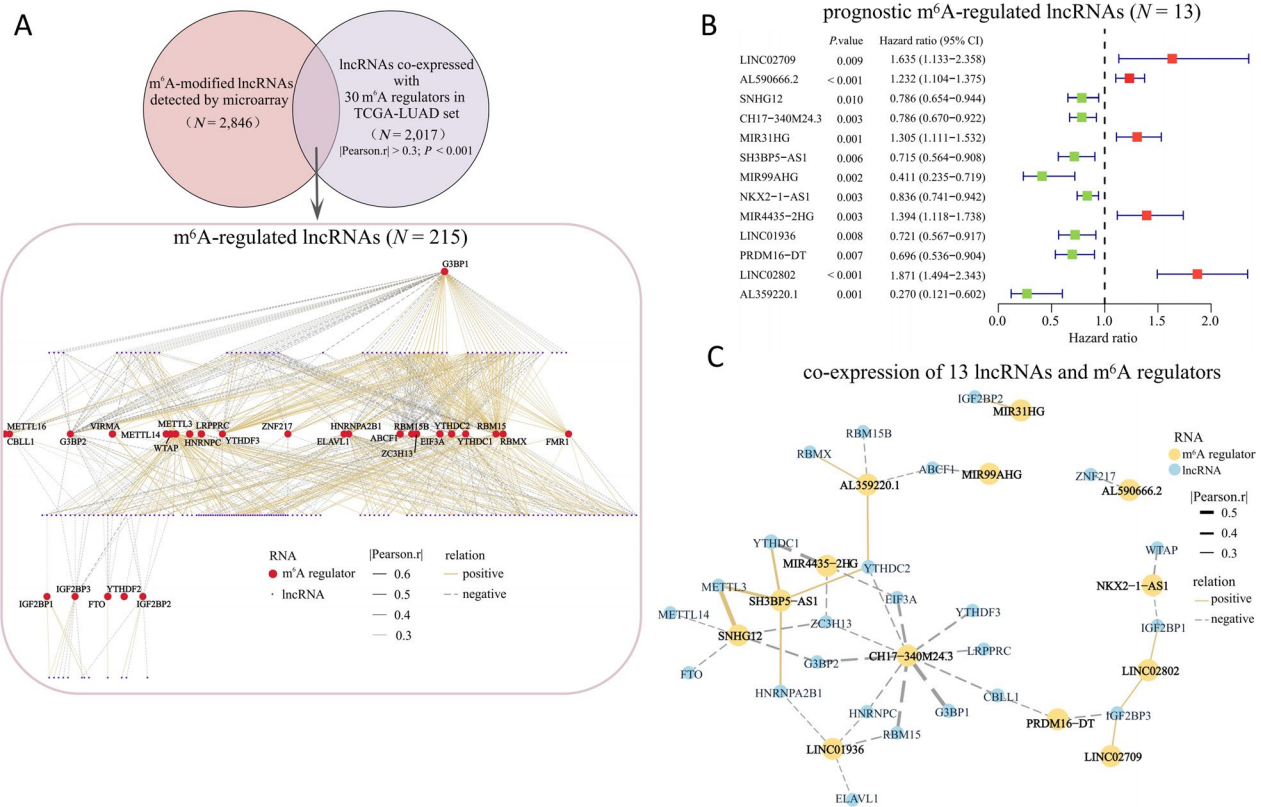 A
m⁶A-modified lncRNAs
detected by microarray
(N = 2,846)
lncRNAs co-expressed
with
30 m⁶A regulators in
TCGA-LUAD set
(N = 2,017)
|Pearson.r| > 0.3; P < 0.001
m⁶A-regulated lncRNAs (N = 215)
G3BP1
METTL16
CBLL1
G3BP2
VIRMA
METTL14
METTL3
WTAP
LRPPRC
HNRNPC
YTHDF3
ZNF217
HNRNPA2B1
ELAVL1
ABCF1
RBM15B
ZC3H13
EIF3A
YTHDC2
YTHDC1
RBM15
RBMX
FMR1
IGF2BP1
IGF2BP3
FTO
YTHDF2
IGF2BP2
RNA
m⁶A regulator
lncRNA
|Pearson.r|
0.6
0.5
0.4
0.3
relation
positive
negative
B
prognostic m⁶A-regulated lncRNAs (N = 13)
P.value Hazard ratio (95% CI)
LINC02709 0.009 1.635 (1.133−2.358)
AL590666.2 < 0.001 1.232 (1.104−1.375)
SNHG12 0.010 0.786 (0.654−0.944)
CH17−340M24.3 0.003 0.786 (0.670−0.922)
MIR31HG 0.001 1.305 (1.111−1.532)
SH3BP5−AS1 0.006 0.715 (0.564−0.908)
MIR99AHG 0.002 0.411 (0.235−0.719)
NKX2−1−AS1 0.003 0.836 (0.741−0.942)
MIR4435−2HG 0.003 1.394 (1.118−1.738)
LINC01936 0.008 0.721 (0.567−0.917)
PRDM16−DT 0.007 0.696 (0.536−0.904)
LINC02802 < 0.001 1.871 (1.494−2.343)
AL359220.1 0.001 0.270 (0.121−0.602)
0.0 0.5 1.0 1.5 2.0
Hazard ratio
C
co-expression of 13 lncRNAs and m⁶A regulators
IGF2BP2
MIR31HG
RBM15B
RBMX
ABCF1
MIR99AHG
AL359220.1
ZNF217
AL590666.2
YTHDC1
MIR4435−2HG
YTHDC2
METTL3
SH3BP5−AS1
EIF3A
METTL14
ZC3H13
YTHDF3
SNHG12
G3BP2
CH17−340M24.3
LRPPRC
FTO
HNRNPA2B1
CBLL1
HNRNPC
G3BP1
RBM15
LINC01936
ELAVL1
WTAP
NKX2−1−AS1
IGF2BP1
LINC02802
PRDM16−DT
IGF2BP3
LINC02709
RNA
m⁶A regulator
lncRNA
|Pearson.r|
0.5
0.4
0.3
relation
positive
negative